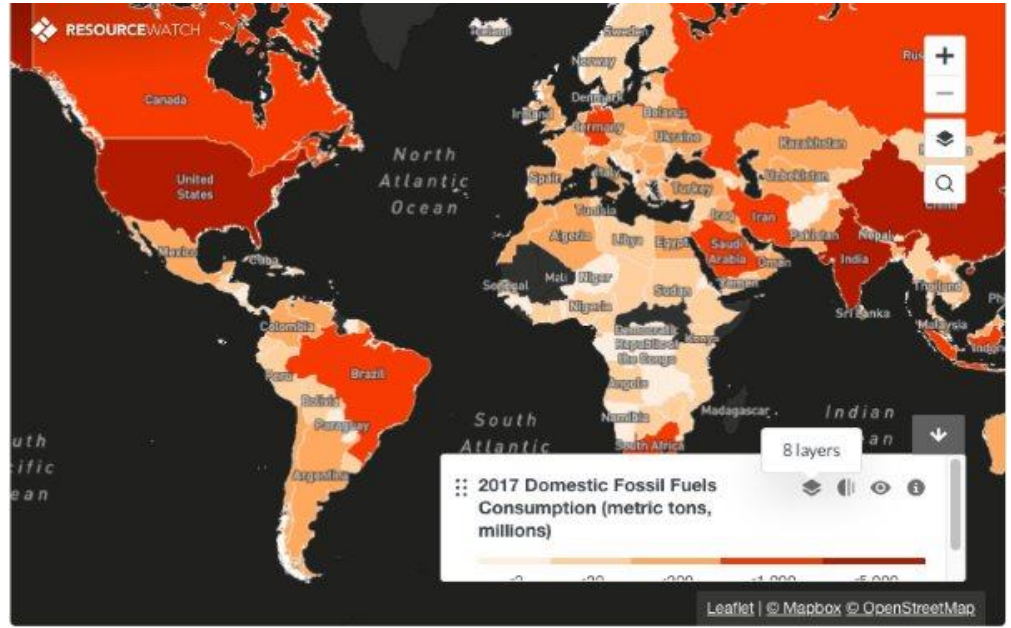 RESOURCEWATCH
Iceland
Sweden
Norway
Canada
Denmark
Ireland
Belarus
Germany
Ukraine
Kazakhstan
North
Atlantic
Ocean
United
States
Spain
Italy
Turkey
Uzbekistan
China
Tunisia
Iraq
Iran
Algeria
Libya
Egypt
Saudi
Arabia
Pakistan
Nepal
Oman
India
Mexico
Cuba
Senegal
Mali
Niger
Sudan
Yemen
Thailand
Nigeria
Sri Lanka
Colombia
Democratic
Republic of
the Congo
Kenya
Malaysia
Peru
Brazil
Angola
Bolivia
Paraguay
Namibia
Madagascar
South
Atlantic
Indian
South Africa
Argentina
8 layers
2017 Domestic Fossil Fuels
Consumption (metric tons,
millions)
Leaflet | © Mapbox © OpenStreetMap